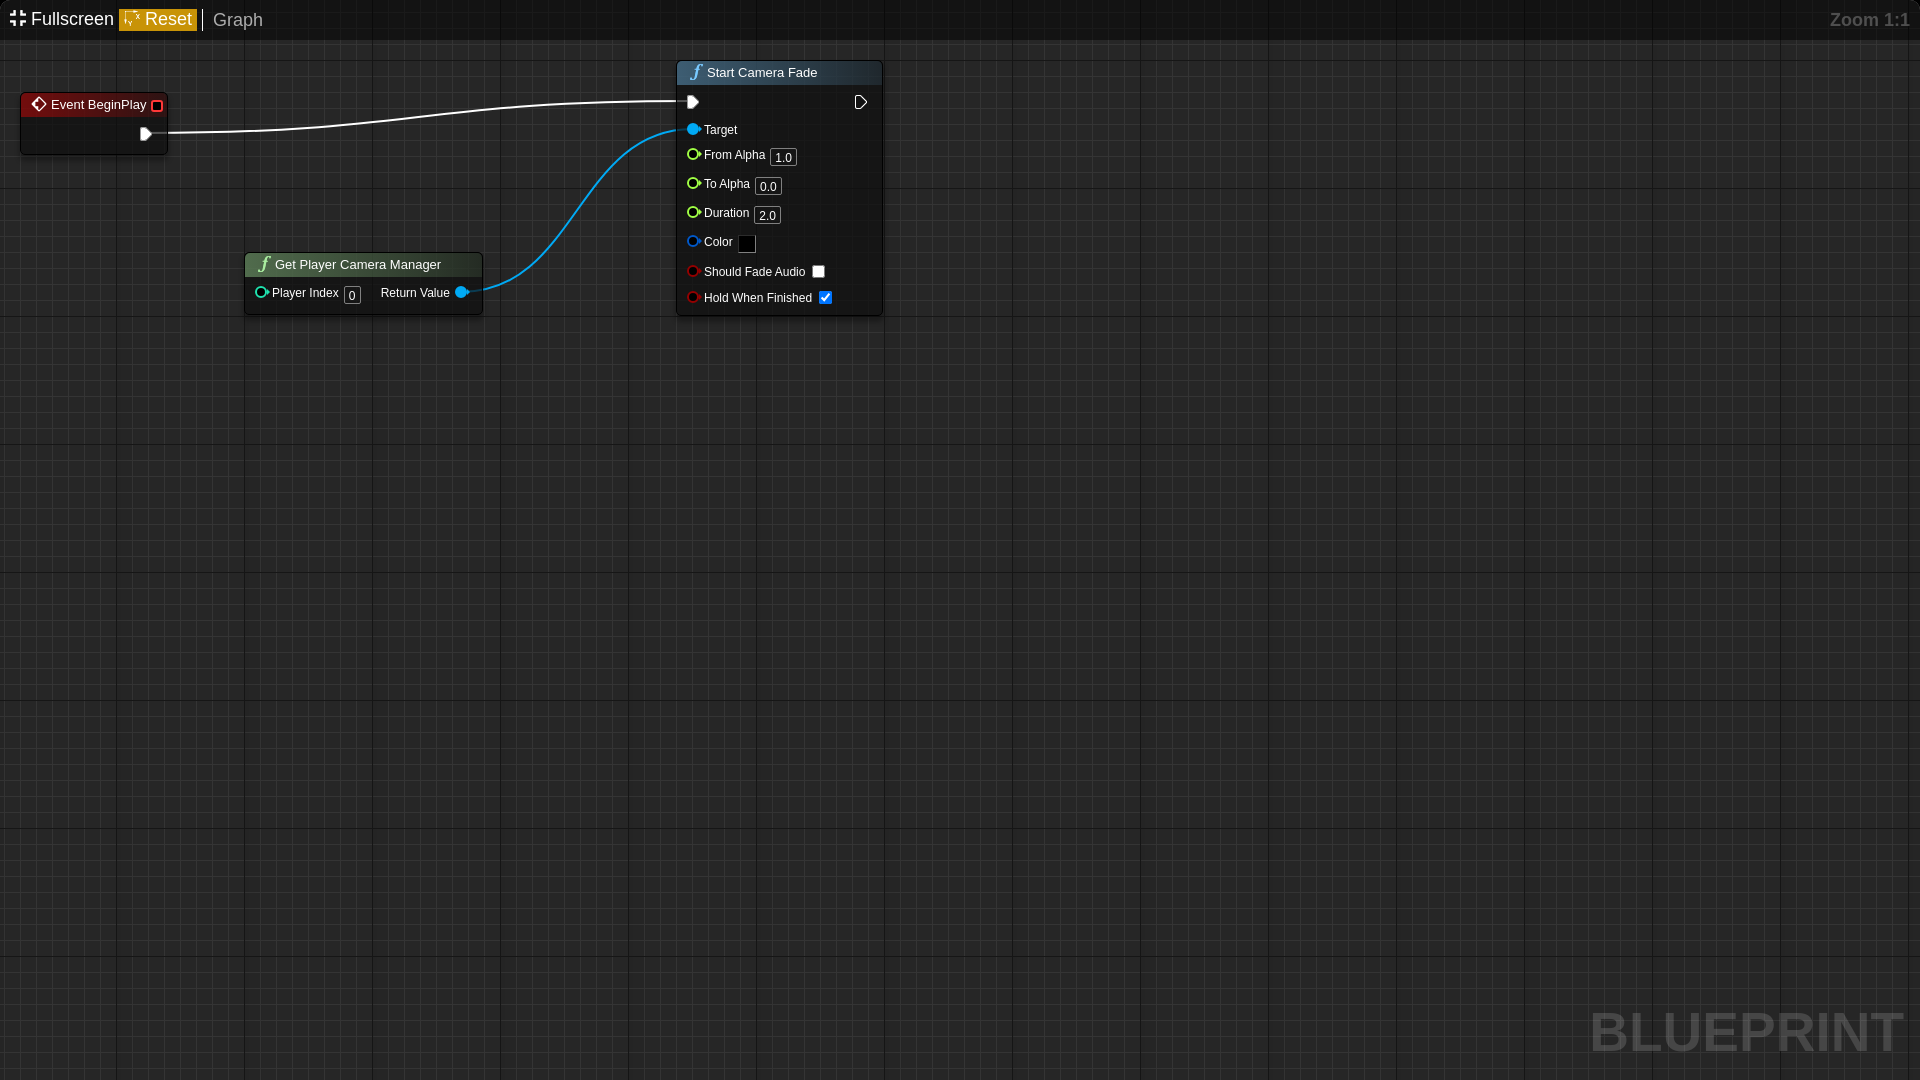 Fullscreen Reset Graph Zoom 1:1
Start Camera Fade
Event BeginPlay
Target
From Alpha 1.0
To Alpha 0.0
Duration 2.0
Color
Get Player Camera Manager
Should Fade Audio
Player Index 0 Return Value
Hold When Finished
BLUEPRINT